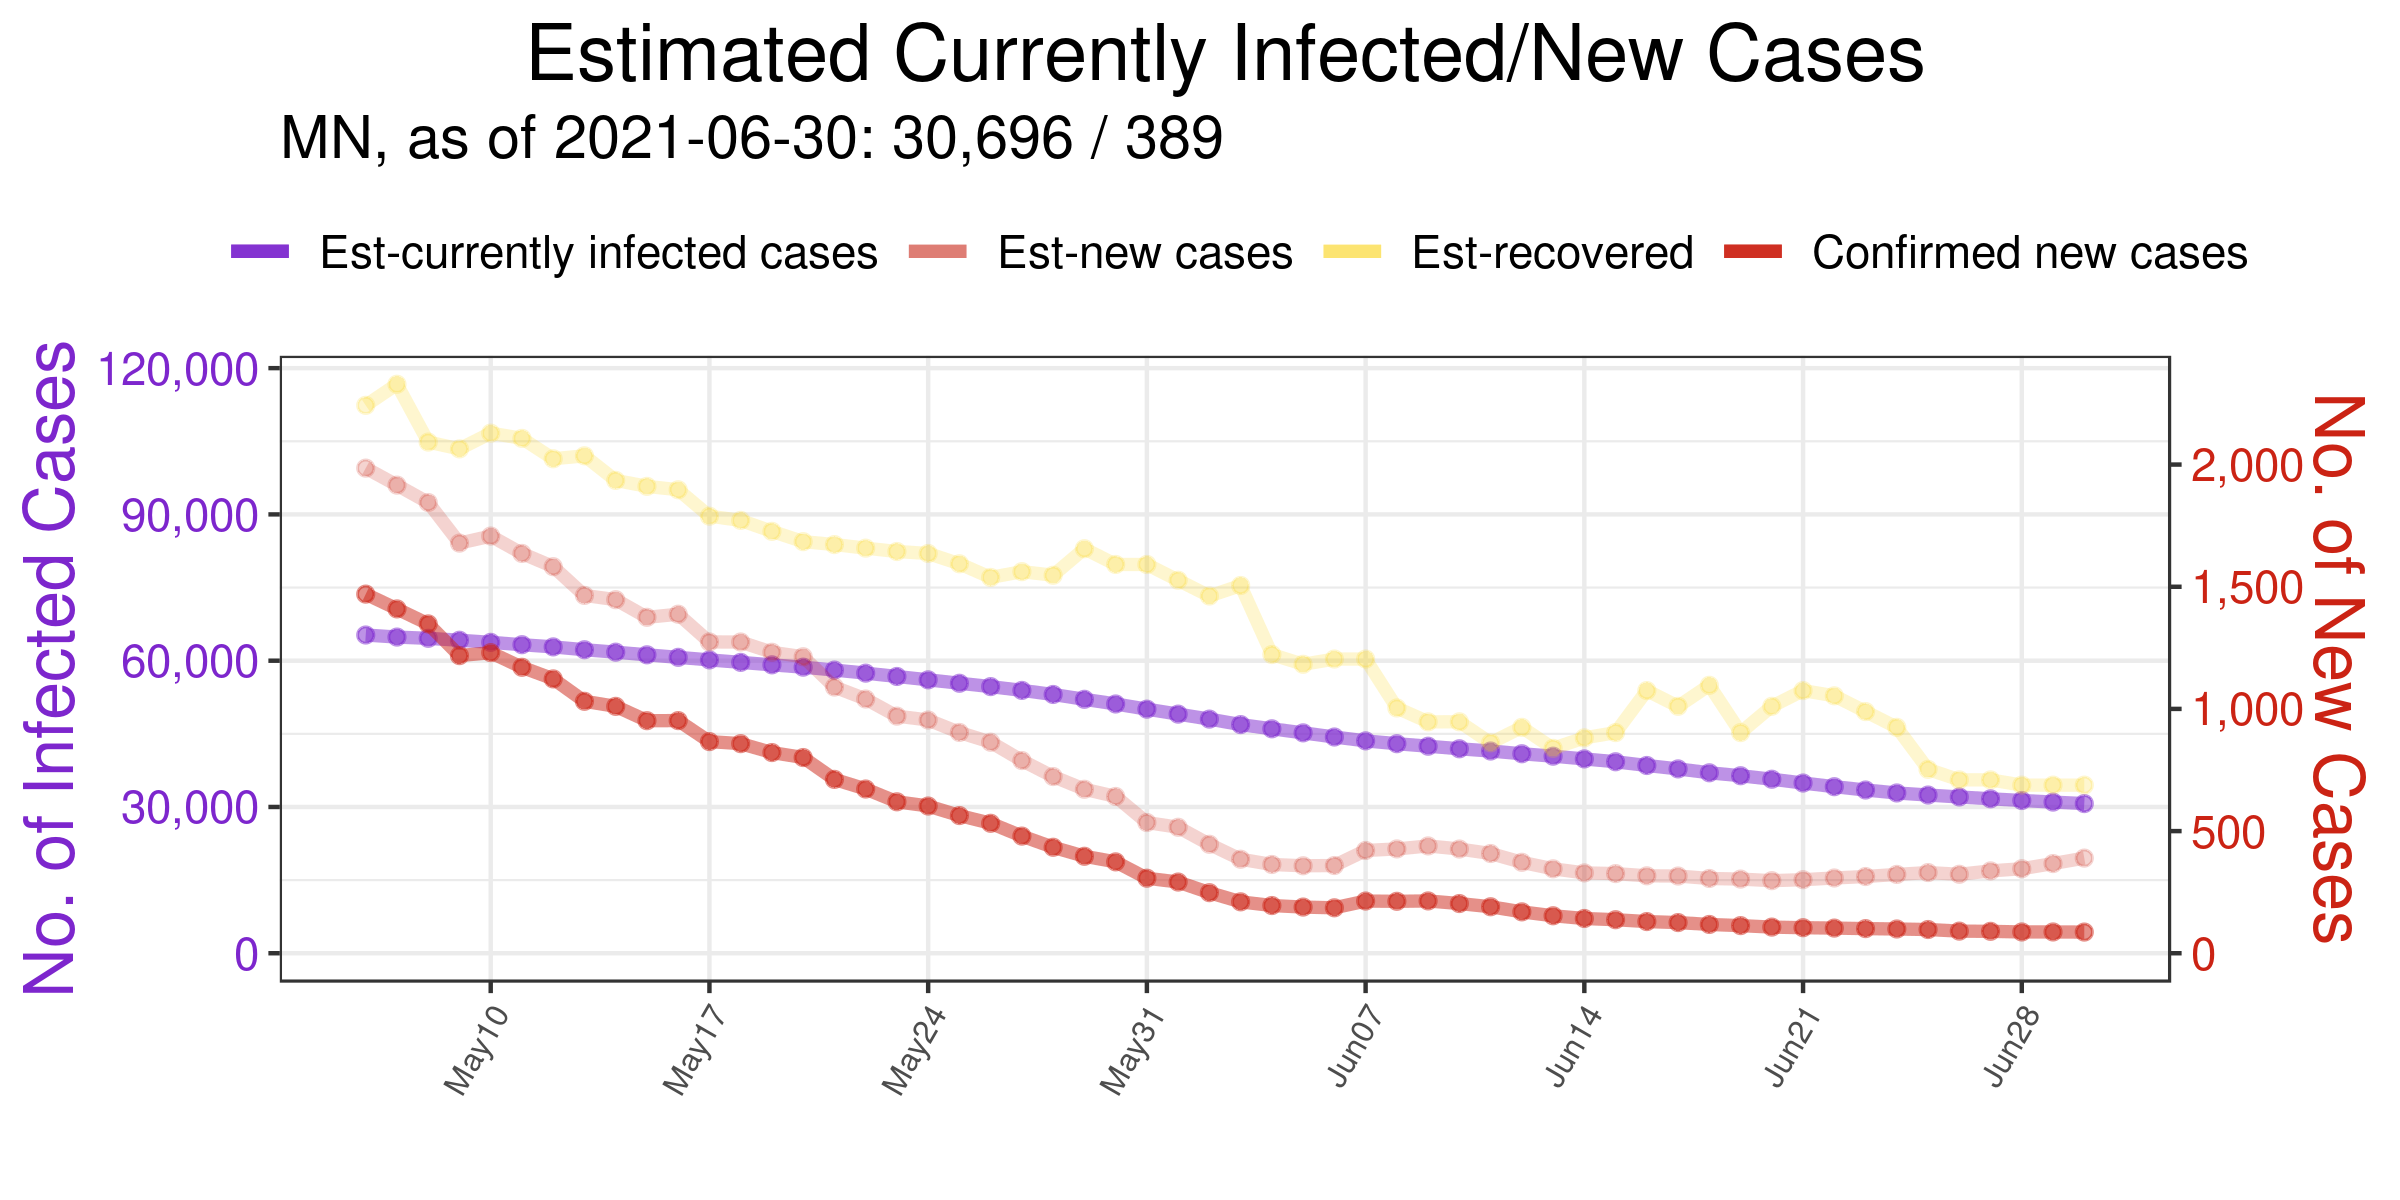 Estimated Currently Infected/New Cases
MN, as of 2021-06-30: 30,696 / 389
Est-currently infected cases Est-new cases Est-recovered Confirmed new cases
No. of Infected Cases
120,000
90,000
60,000
30,000
0
2,000
1,500
1,000
500
0
No. of New Cases
May10 May17 May24 May31 Jun07 Jun14 Jun21 Jun28